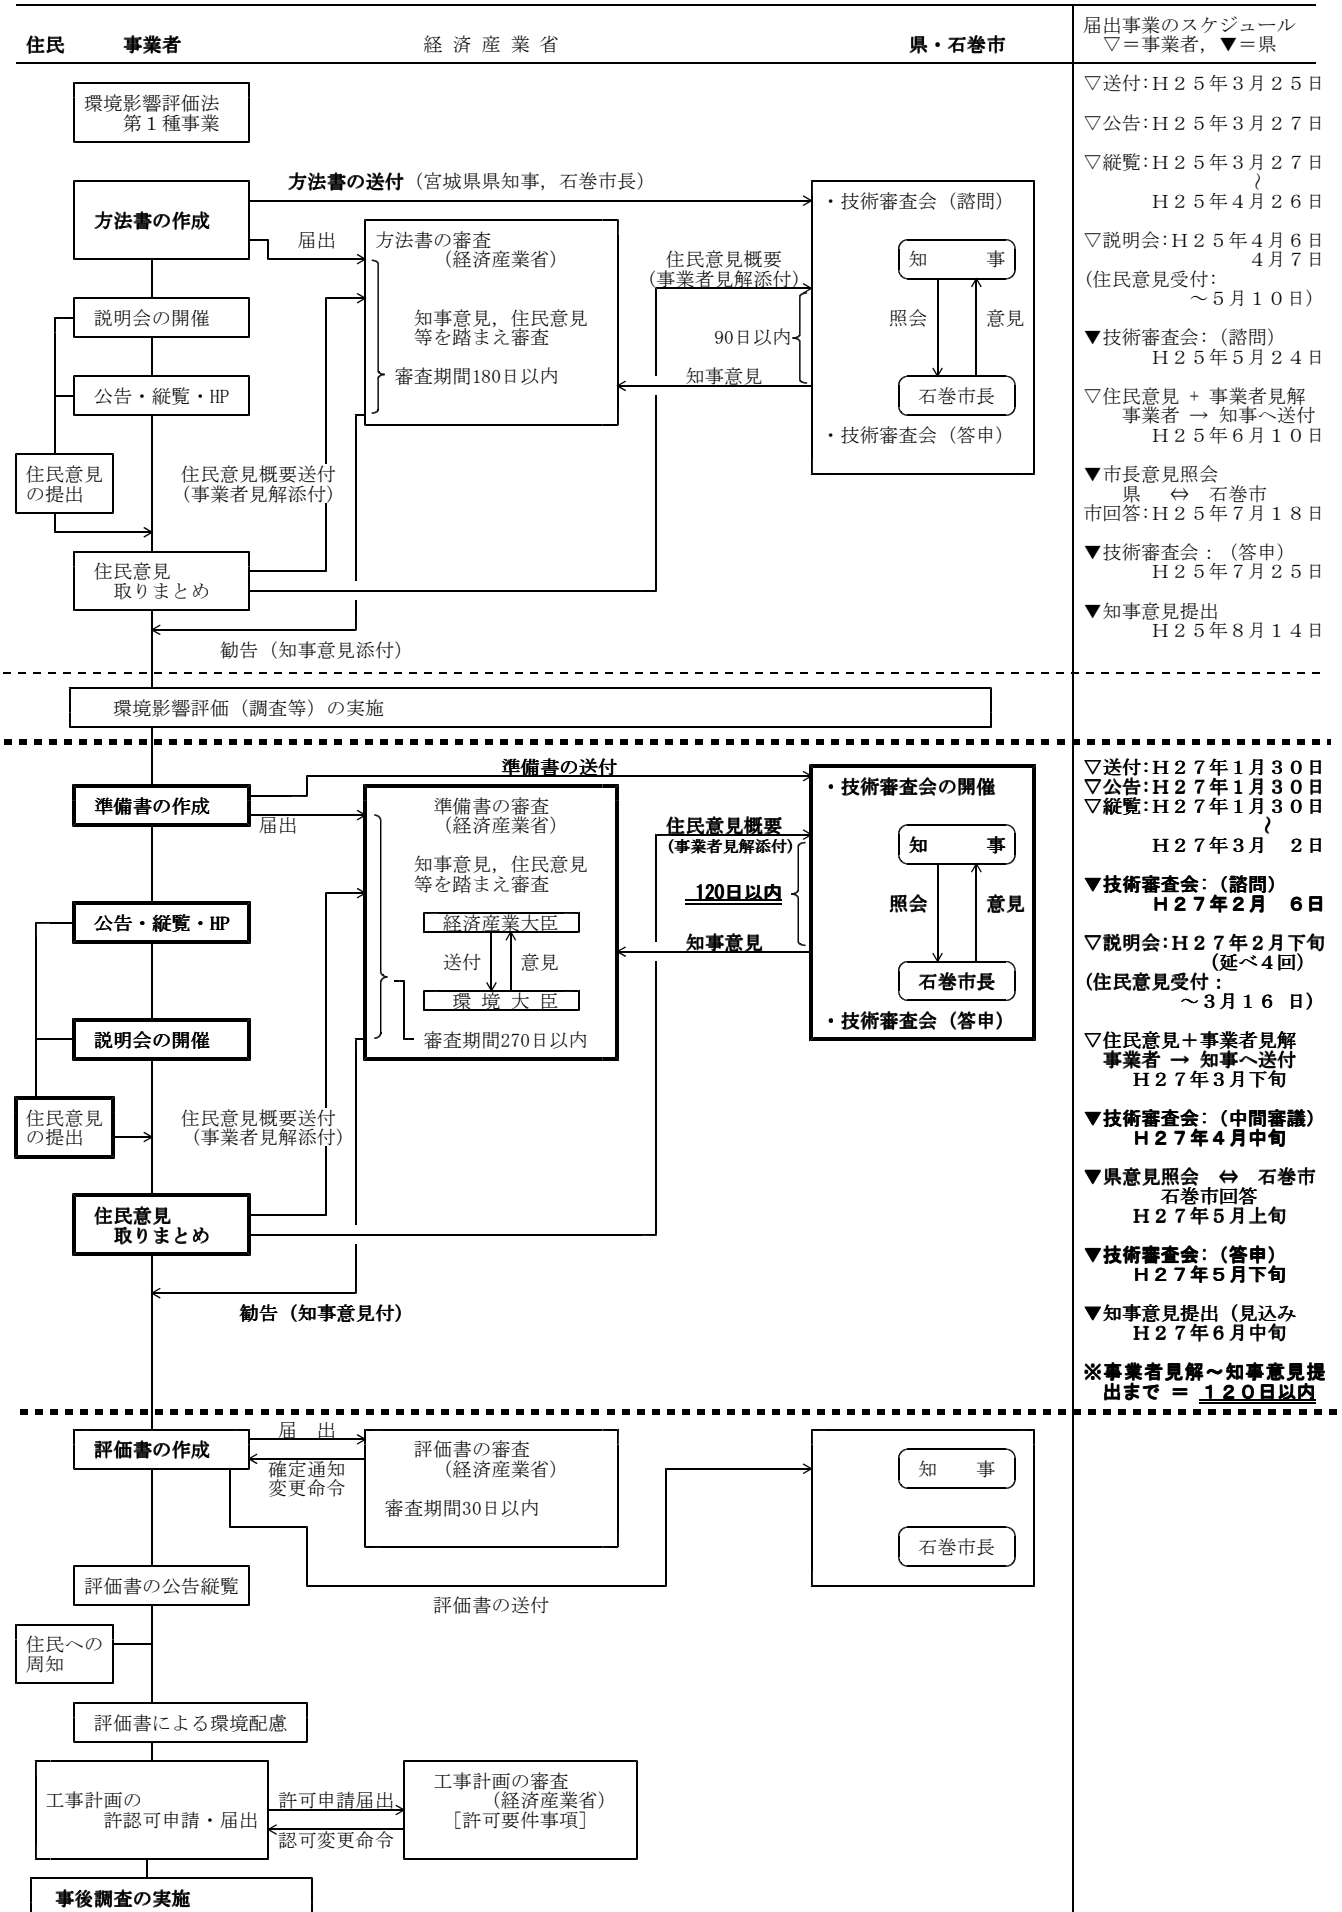 住民　事業者　経 済 産 業 省　県・石巻市
届出事業のスケジュール
▽＝事業者，▼＝県
環境影響評価法
第１種事業
方法書の送付（宮城県県知事，石巻市長）
方法書の作成
届出
方法書の審査
（経済産業省）
知事意見，住民意見
等を踏まえ審査
審査期間180日以内
住民意見概要
（事業者見解添付）
90日以内
知事意見
・技術審査会（諮問）
知　　事
照会　意見
石巻市長
・技術審査会（答申）
説明会の開催
公告・縦覧・HP
住民意見
の提出
住民意見概要送付
（事業者見解添付）
住民意見
取りまとめ
勧告（知事意見添付）
▽送付：Ｈ２５年３月２５日
▽公告：Ｈ２５年３月２７日
▽縦覧：Ｈ２５年３月２７日
～
Ｈ２５年４月２６日
▽説明会：Ｈ２５年４月６日
４月７日
（住民意見受付：
～５月１０日）
▼技術審査会：（諮問）
Ｈ２５年５月２４日
▽住民意見 + 事業者見解
事業者 → 知事へ送付
Ｈ２５年６月１０日
▼市長意見照会
県　⇔　石巻市
市回答：Ｈ２５年７月１８日
▼技術審査会：（答申）
Ｈ２５年７月２５日
▼知事意見提出
Ｈ２５年８月１４日
環境影響評価（調査等）の実施
準備書の送付
準備書の作成
届出
準備書の審査
（経済産業省）
知事意見，住民意見
等を踏まえ審査
経済産業大臣
送付　意見
環 境 大 臣
審査期間270日以内
住民意見概要
（事業者見解添付）
120日以内
知事意見
・技術審査会の開催
知　　事
照会　意見
石巻市長
・技術審査会（答申）
公告・縦覧・HP
説明会の開催
住民意見
の提出
住民意見概要送付
（事業者見解添付）
住民意見
取りまとめ
勧告（知事意見付）
▽送付：Ｈ２７年１月３０日
▽公告：Ｈ２７年１月３０日
▽縦覧：Ｈ２７年１月３０日
～
Ｈ２７年３月　２日
▼技術審査会：（諮問）
Ｈ２７年２月　６日
▽説明会：Ｈ２７年２月下旬
（延べ４回）
（住民意見受付：
～３月１６ 日）
▽住民意見＋事業者見解
事業者 → 知事へ送付
Ｈ２７年３月下旬
▼技術審査会：（中間審議）
Ｈ２７年４月中旬
▼県意見照会　⇔　石巻市
石巻市回答
Ｈ２７年５月上旬
▼技術審査会：（答申）
Ｈ２７年５月下旬
▼知事意見提出（見込み
Ｈ２７年６月中旬
※事業者見解～知事意見提
出まで ＝ １２０日以内
評価書の作成
届　出
確定通知
変更命令
評価書の審査
（経済産業省）
審査期間30日以内
知　　事
石巻市長
評価書の送付
評価書の公告縦覧
住民への
周知
評価書による環境配慮
工事計画の
許認可申請・届出
許可申請届出
認可変更命令
工事計画の審査
（経済産業省）
［許可要件事項］
事後調査の実施